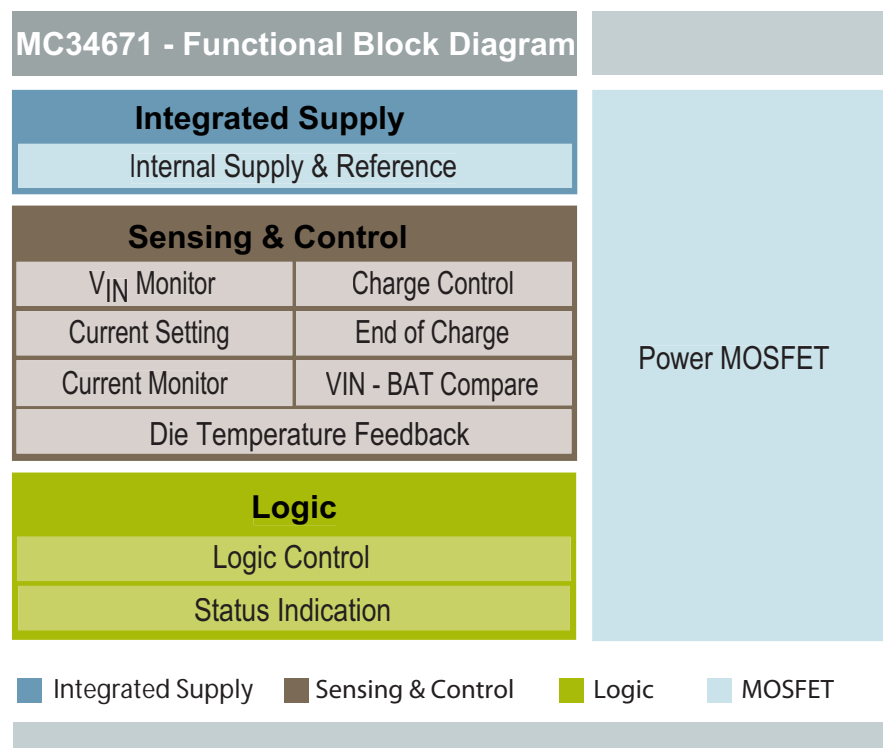 MC34671 - Functional Block Diagram
Integrated Supply
Internal Supply & Reference
Sensing & Control
VIN Monitor
Charge Control
Current Setting
End of Charge
Current Monitor
VIN - BAT Compare
Die Temperature Feedback
Power MOSFET
Logic
Logic Control
Status Indication
Integrated Supply
Sensing & Control
Logic
MOSFET